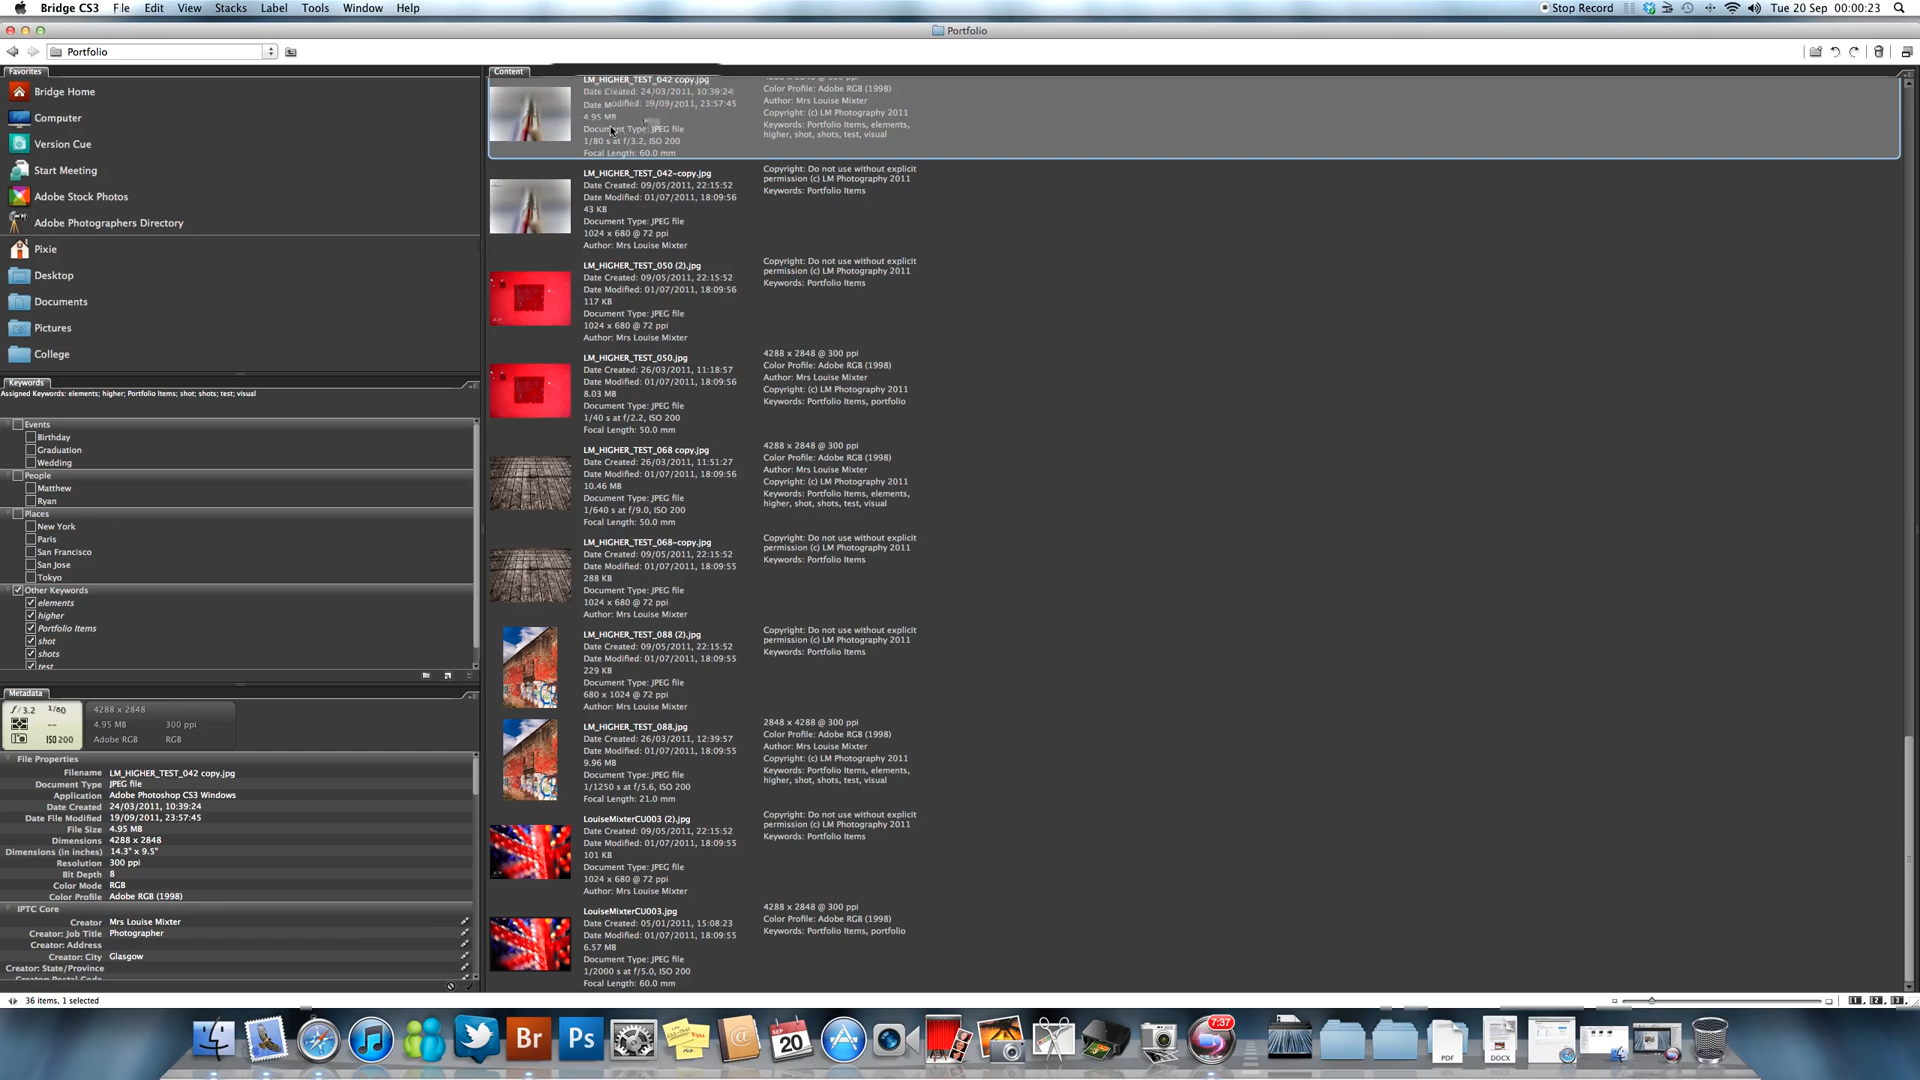 Bridge CS3 File Edit View Stacks Label Tools Window Help Stop Record Tue 20 Sep 00:00:23
Portfolio
Portfolio
Favorites
Bridge Home
Computer
Version Cue
Start Meeting
Adobe Stock Photos
Adobe Photographers Directory
Pixie
Desktop
Documents
Pictures
College
Keywords
Assigned Keywords: elements; higher; Portfolio Items; shot; shots; test; visual
Events
Birthday
Graduation
Wedding
People
Matthew
Ryan
Places
New York
Paris
San Francisco
San Jose
Tokyo
Other Keywords
elements
higher
Portfolio Items
shot
shots
test
Metadata
f/3.2 1/80
--
ISO200
4288 x 2848
4.95 MB 300 ppi
Adobe RGB RGB
File Properties
Filename LM_HIGHER_TEST_042 copy.jpg
Document Type JPEG file
Application Adobe Photoshop CS3 Windows
Date Created 24/03/2011, 10:39:24
Date File Modified 19/09/2011, 23:57:45
File Size 4.95 MB
Dimensions 4288 x 2848
Dimensions (in inches) 14.3" x 9.5"
Resolution 300 ppi
Bit Depth 8
Color Mode RGB
Color Profile Adobe RGB (1998)
IPTC Core
Creator Mrs Louise Mixter
Creator: Job Title Photographer
Creator: Address
Creator: City Glasgow
Creator: State/Province
36 items, 1 selected
Content
LM_HIGHER_TEST_042 copy.jpg
Date Created: 24/03/2011, 10:39:24
4.95 MB
Document Type: JPEG file
1/80 s at f/3.2, ISO 200
Focal Length: 60.0 mm
Color Profile: Adobe RGB (1998)
Author: Mrs Louise Mixter
Copyright: (c) LM Photography 2011
Keywords: Portfolio Items, elements,
higher, shot, shots, test, visual
LM_HIGHER_TEST_042-copy.jpg
Date Created: 09/05/2011, 22:15:52
Date Modified: 01/07/2011, 18:09:56
43 KB
Document Type: JPEG file
1024 x 680 @ 72 ppi
Author: Mrs Louise Mixter
Copyright: Do not use without explicit
permission (c) LM Photography 2011
Keywords: Portfolio Items
LM_HIGHER_TEST_050 (2).jpg
Date Created: 09/05/2011, 22:15:52
Date Modified: 01/07/2011, 18:09:56
117 KB
Document Type: JPEG file
1024 x 680 @ 72 ppi
Author: Mrs Louise Mixter
Copyright: Do not use without explicit
permission (c) LM Photography 2011
Keywords: Portfolio Items
LM_HIGHER_TEST_050.jpg
Date Created: 26/03/2011, 11:18:57
Date Modified: 01/07/2011, 18:09:56
8.03 MB
Document Type: JPEG file
1/40 s at f/2.2, ISO 200
Focal Length: 50.0 mm
4288 x 2848 @ 300 ppi
Color Profile: Adobe RGB (1998)
Author: Mrs Louise Mixter
Copyright: (c) LM Photography 2011
Keywords: Portfolio Items, portfolio
LM_HIGHER_TEST_068 copy.jpg
Date Created: 26/03/2011, 11:51:27
Date Modified: 01/07/2011, 18:09:56
10.46 MB
Document Type: JPEG file
1/640 s at f/9.0, ISO 200
Focal Length: 50.0 mm
4288 x 2848 @ 300 ppi
Color Profile: Adobe RGB (1998)
Author: Mrs Louise Mixter
Copyright: (c) LM Photography 2011
Keywords: Portfolio Items, elements,
higher, shot, shots, test, visual
LM_HIGHER_TEST_068-copy.jpg
Date Created: 09/05/2011, 22:15:52
Date Modified: 01/07/2011, 18:09:55
288 KB
Document Type: JPEG file
1024 x 680 @ 72 ppi
Author: Mrs Louise Mixter
Copyright: Do not use without explicit
permission (c) LM Photography 2011
Keywords: Portfolio Items
LM_HIGHER_TEST_088 (2).jpg
Date Created: 09/05/2011, 22:15:52
Date Modified: 01/07/2011, 18:09:55
229 KB
Document Type: JPEG file
680 x 1024 @ 72 ppi
Author: Mrs Louise Mixter
Copyright: Do not use without explicit
permission (c) LM Photography 2011
Keywords: Portfolio Items
LM_HIGHER_TEST_088.jpg
Date Created: 26/03/2011, 12:39:57
Date Modified: 01/07/2011, 18:09:55
9.96 MB
Document Type: JPEG file
1/1250 s at f/5.6, ISO 200
Focal Length: 21.0 mm
2848 x 4288 @ 300 ppi
Color Profile: Adobe RGB (1998)
Author: Mrs Louise Mixter
Copyright: (c) LM Photography 2011
Keywords: Portfolio Items, elements,
higher, shot, shots, test, visual
LouiseMixterCU003 (2).jpg
Date Created: 09/05/2011, 22:15:52
Date Modified: 01/07/2011, 18:09:55
101 KB
Document Type: JPEG file
1024 x 680 @ 72 ppi
Author: Mrs Louise Mixter
Copyright: Do not use without explicit
permission (c) LM Photography 2011
Keywords: Portfolio Items
LouiseMixterCU003.jpg
Date Created: 05/01/2011, 15:08:23
Date Modified: 01/07/2011, 18:09:55
6.57 MB
Document Type: JPEG file
1/2000 s at f/5.0, ISO 200
Focal Length: 60.0 mm
4288 x 2848 @ 300 ppi
Color Profile: Adobe RGB (1998)
Keywords: Portfolio Items, portfolio
1 2 3
Br Ps SEP 20 7:37 PDF DOCX